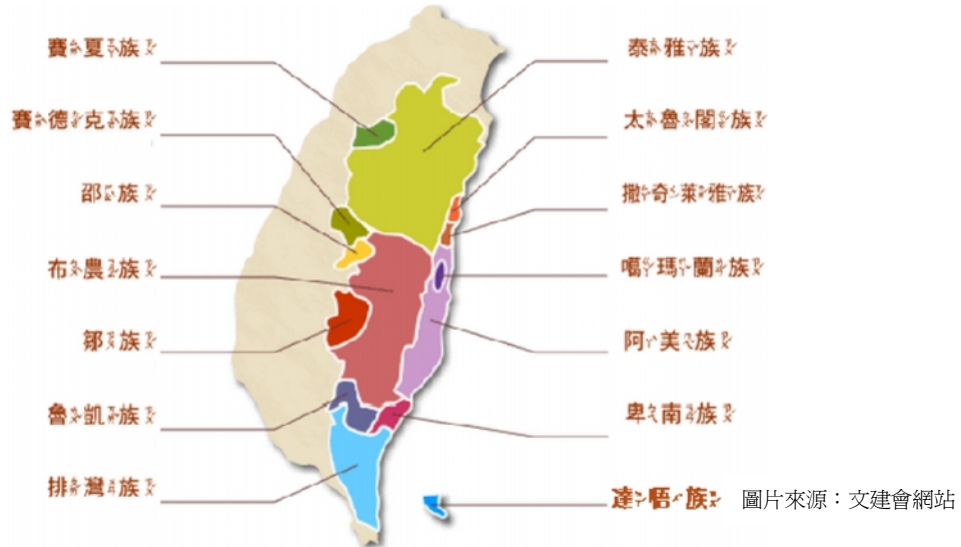 賽夏族
賽德克族
邵族
布農族
鄒族
魯凱族
排灣族
泰雅族
太魯閣族
撒奇萊雅族
噶瑪蘭族
阿美族
卑南族
達悟族
圖片來源：文建會網站